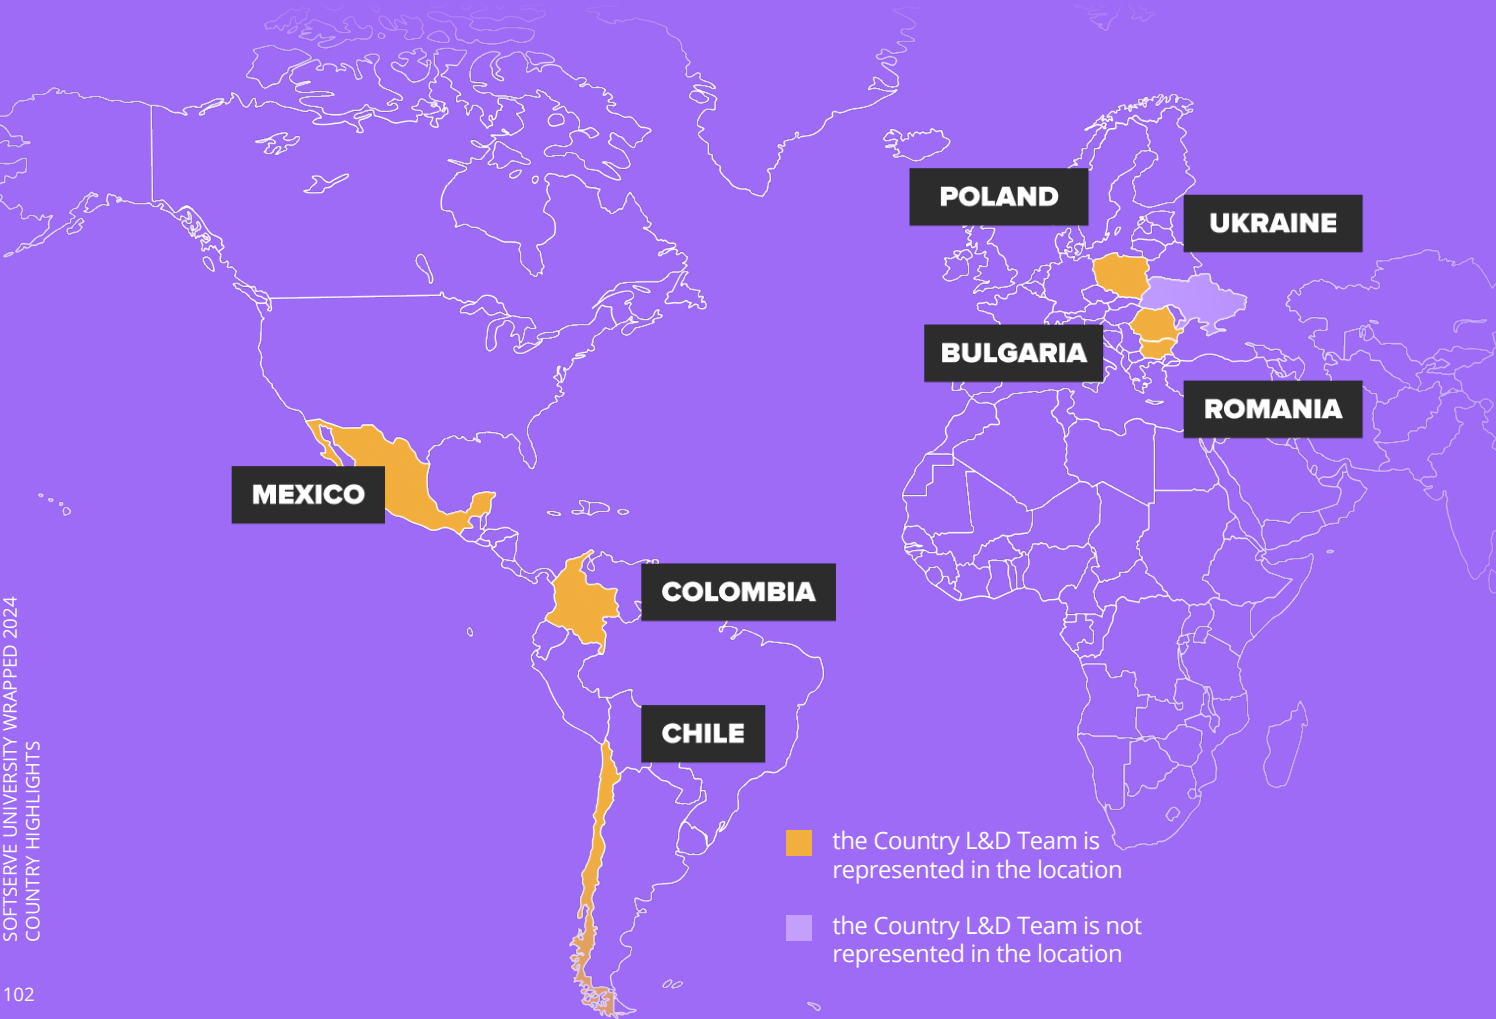 POLAND
UKRAINE
BULGARIA
ROMANIA
MEXICO
COLOMBIA
CHILE
the Country L&D Team is
represented in the location
the Country L&D Team is not
represented in the location
SOFTSERVE UNIVERSITY WRAPPED 2024
COUNTRY HIGHLIGHTS
102